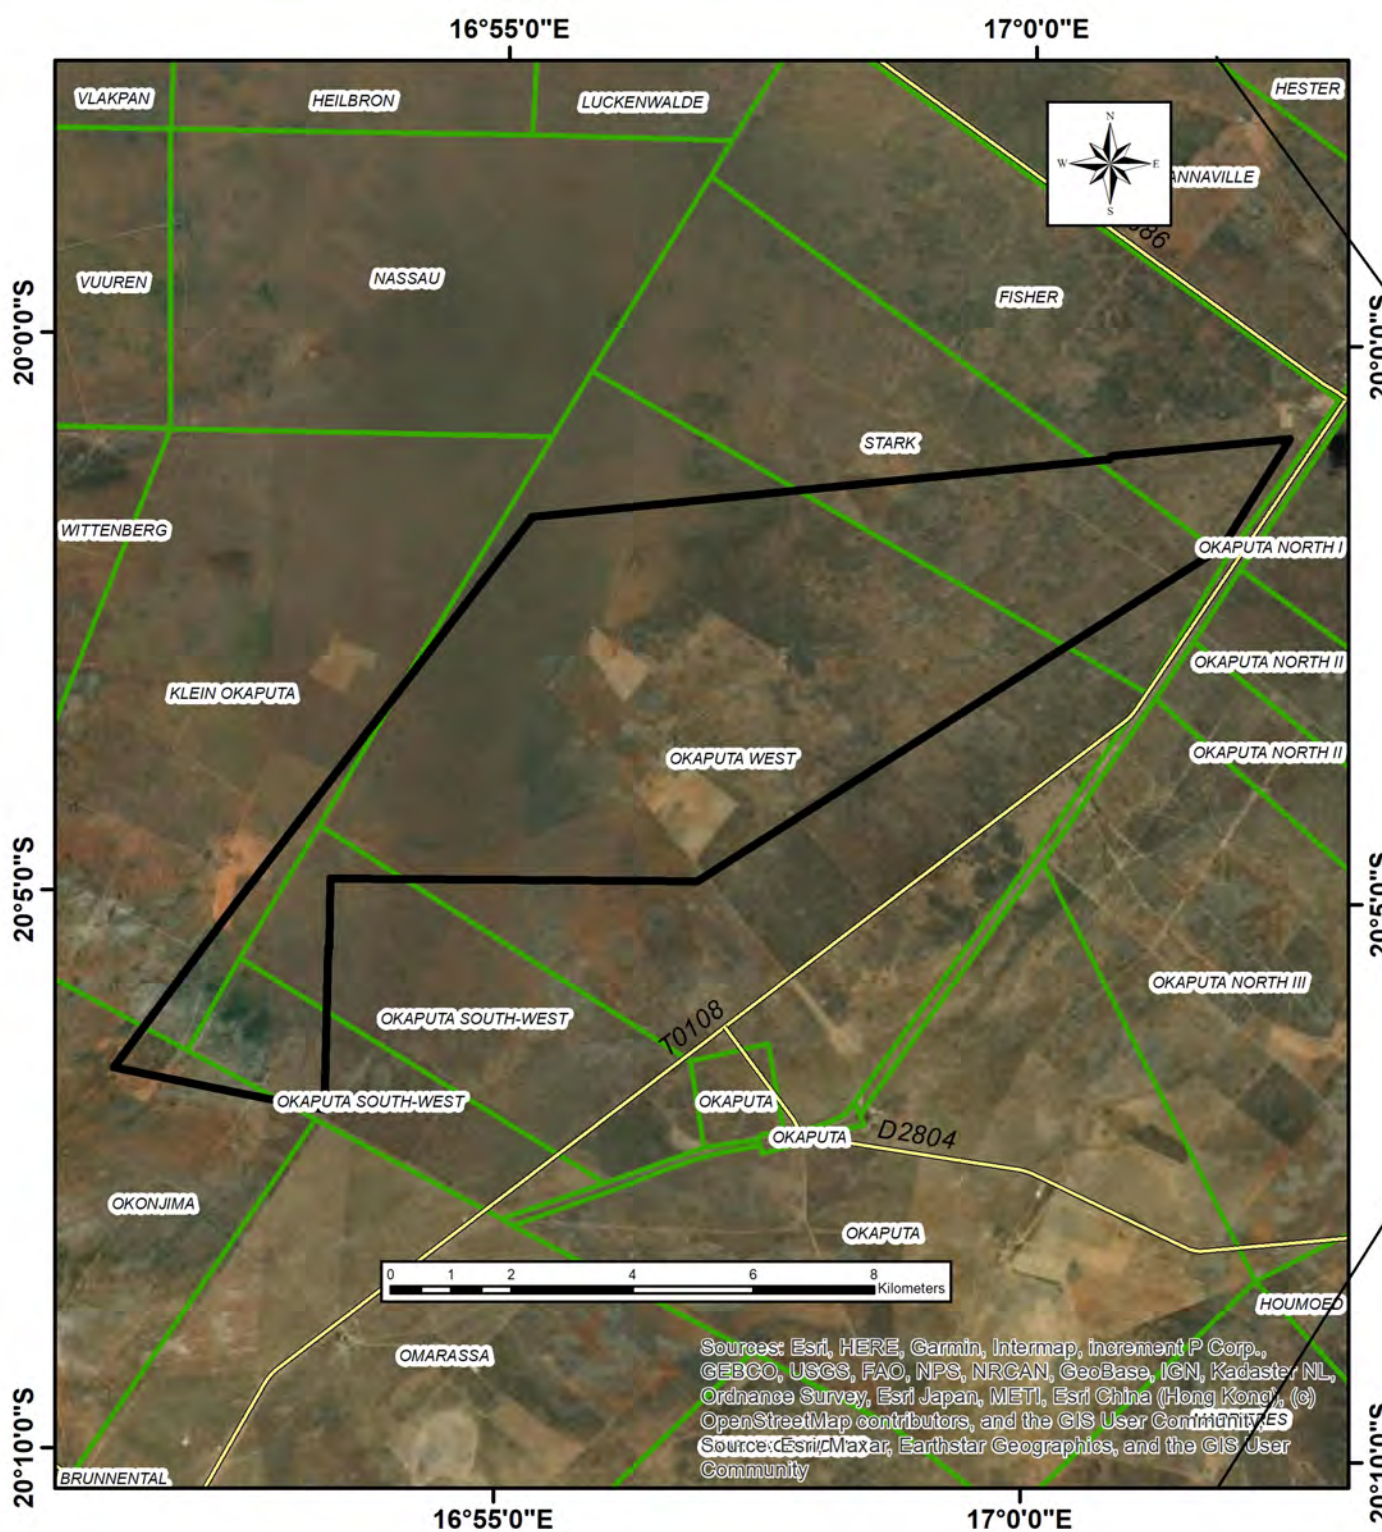 16°55'0"E
17°0'0"E
VLAKPAN
HEILBRON
LUCKENWALDE
HESTER
N
W
E
S
ANNAVILLE
VUUREN
NASSAU
FISHER
20°0'0"S
20°0'0"S
STARK
WITTENBERG
OKAPUTA NORTH I
OKAPUTA NORTH II
KLEIN OKAPUTA
OKAPUTA WEST
OKAPUTA NORTH II
20°5'0"S
20°5'0"S
OKAPUTA NORTH III
OKAPUTA SOUTH-WEST
T0108
OKAPUTA SOUTH-WEST
OKAPUTA
OKAPUTA
D2804
OKONJIMA
OKAPUTA
0 1 2 4 6 8
Kilometers
HOUMOED
OMARASSA
Sources: Esri, HERE, Garmin, Intermap, increment P Corp.,
GEBCO, USGS, FAO, NPS, NRCAN, GeoBase, IGN, Kadaster NL,
Ordnance Survey, Esri Japan, METI, Esri China (Hong Kong), (c)
OpenStreetMap contributors, and the GIS User Community,
Source: Esri, Maxar, Earthstar Geographics, and the GIS User
Community
BRUNNENTAL
20°10'0"S
20°10'0"S
16°55'0"E
17°0'0"E